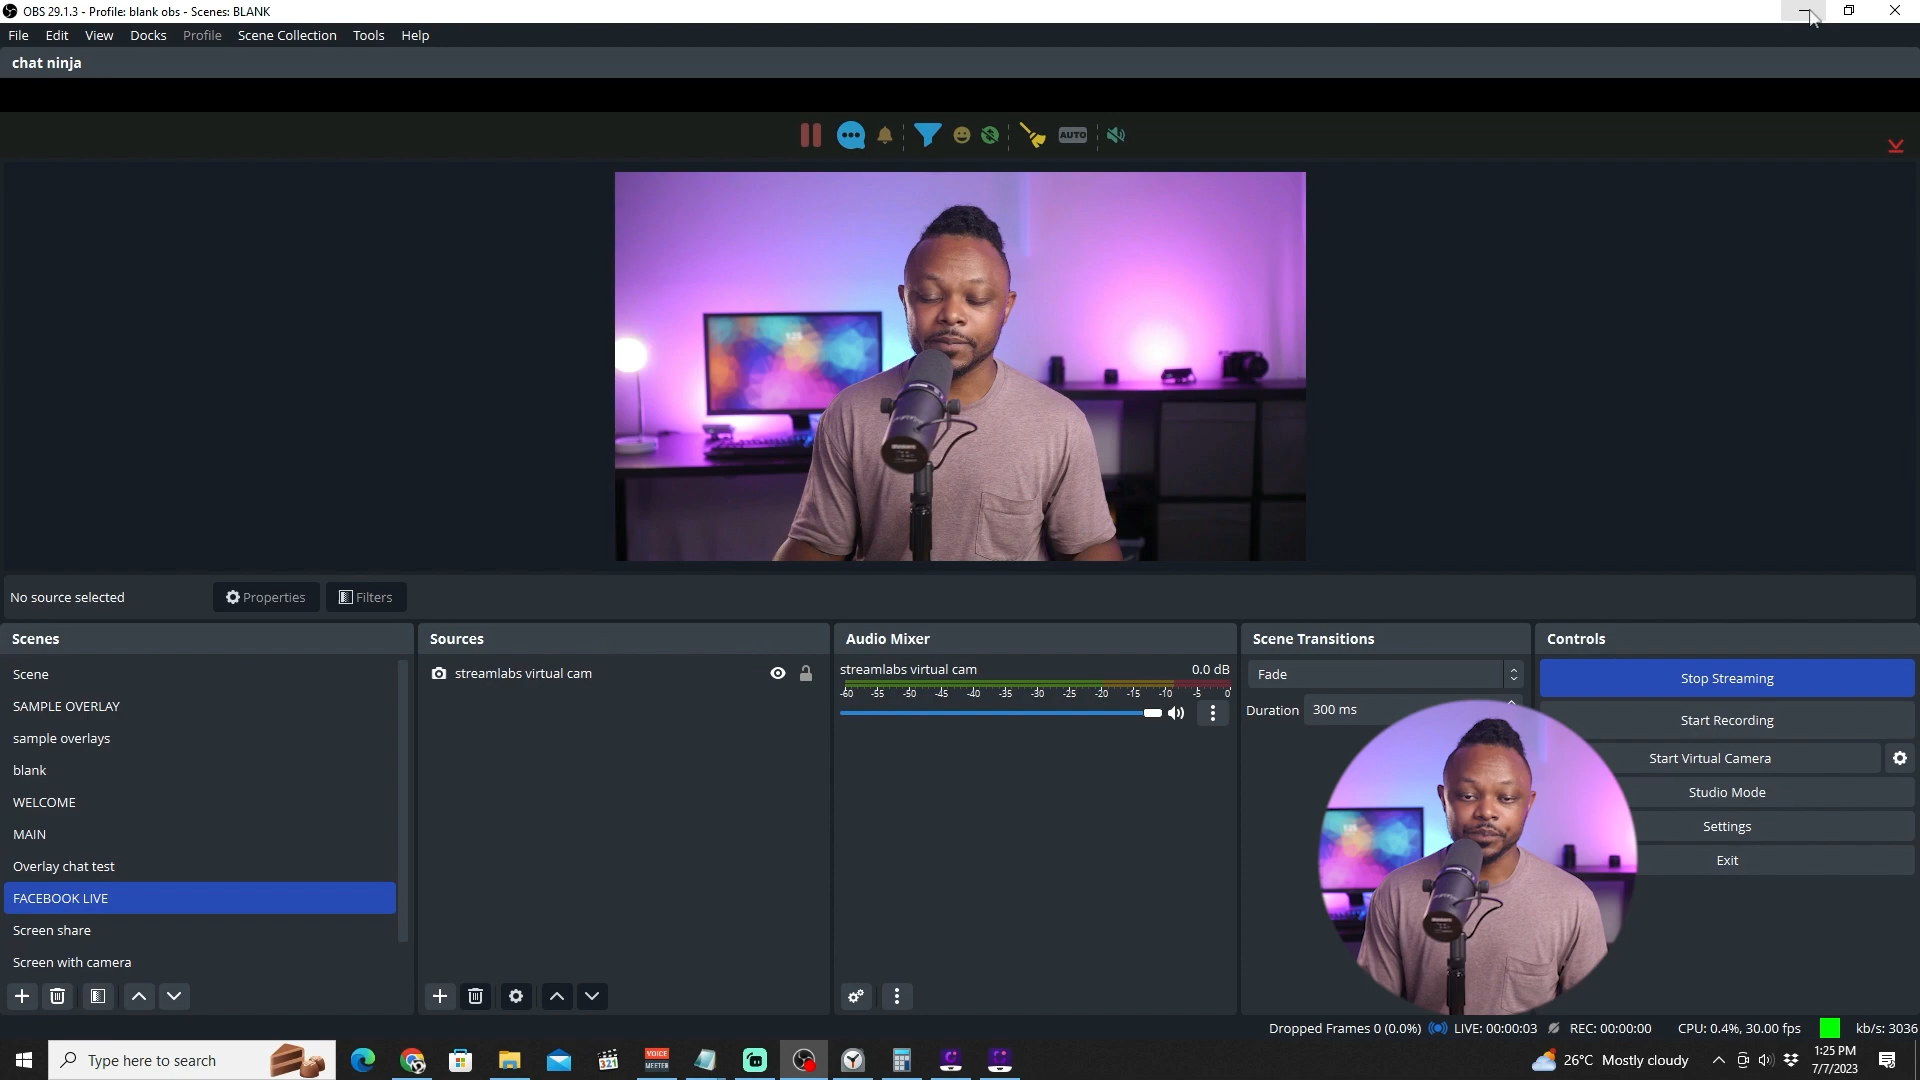 OBS 29.1.3 - Profile: blank obs - Scenes: BLANK
File Edit View Docks Profile Scene Collection Tools Help
chat ninja
AUTO
No source selected Properties Filters
Scenes
Scene
SAMPLE OVERLAY
sample overlays
blank
WELCOME
MAIN
Overlay chat test
FACEBOOK LIVE
Screen share
Screen with camera
Sources
streamlabs virtual cam
Audio Mixer
streamlabs virtual cam 0.0 dB
-60 -55 -50 -45 -40 -35 -30 -25 -20 -15 -10 -5 0
Scene Transitions
Fade
Duration 300 ms
Controls
Stop Streaming
Start Recording
Start Virtual Camera
Studio Mode
Settings
Exit
Dropped Frames 0 (0.0%) LIVE: 00:00:03 REC: 00:00:00 CPU: 0.4%, 30.00 fps kb/s: 3036
Type here to search
321
VOICE
MEETER
26°C Mostly cloudy
1:25 PM
7/7/2023